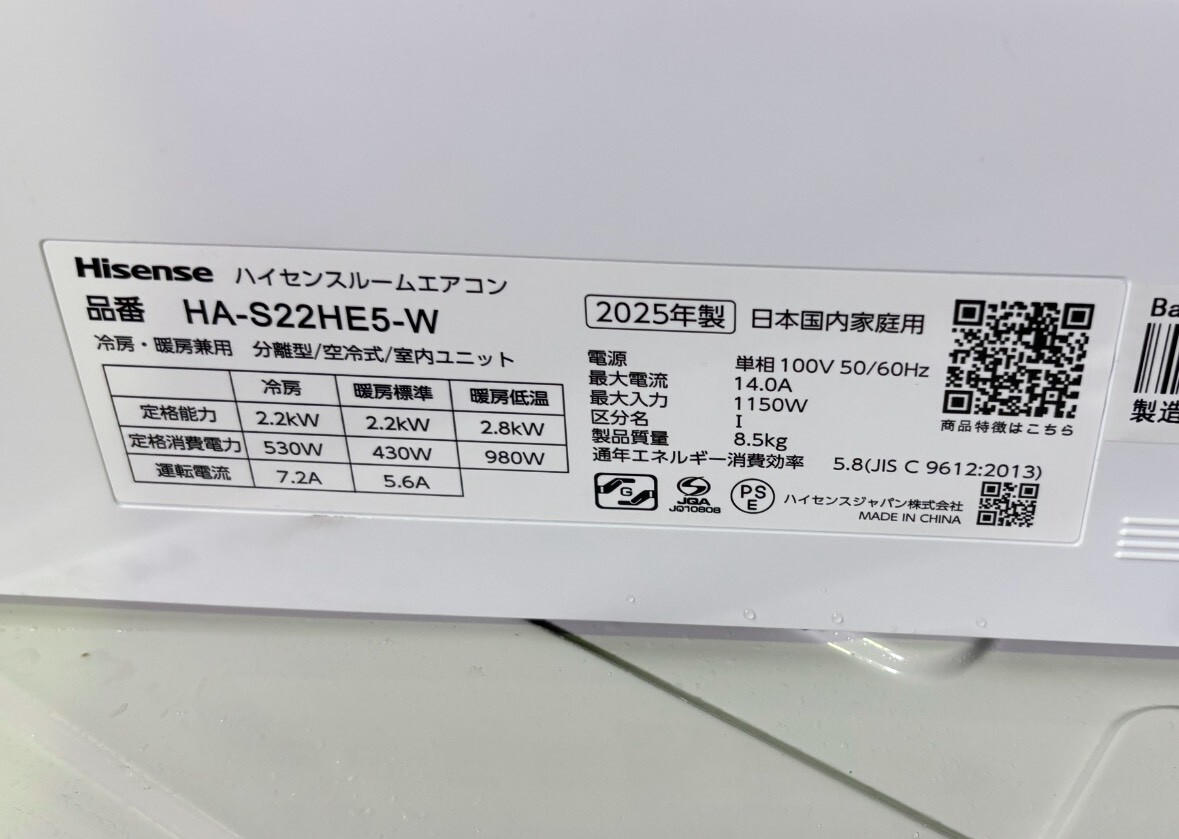 Hisense ハイセンスルームエアコン
品番 HA-S22HE5-W
冷房・暖房兼用 分離型/空冷式/室内ユニット
冷房 暖房標準 暖房低温
定格能力 2.2kW 2.2kW 2.8kW
定格消費電力 530W 430W 980W
運転電流 7.2A 5.6A
2025年製 日本国内家庭用
電源 単相100V 50/60Hz
最大電流 14.0A
最大入力 1150W
区分名 I
製品質量 8.5kg
通年エネルギー消費効率 5.8(JIS C 9612:2013)
商品特徴はこちら
G
JQA
JQ1080B
PS
E
ハイセンスジャパン株式会社
MADE IN CHINA
Ba
製造